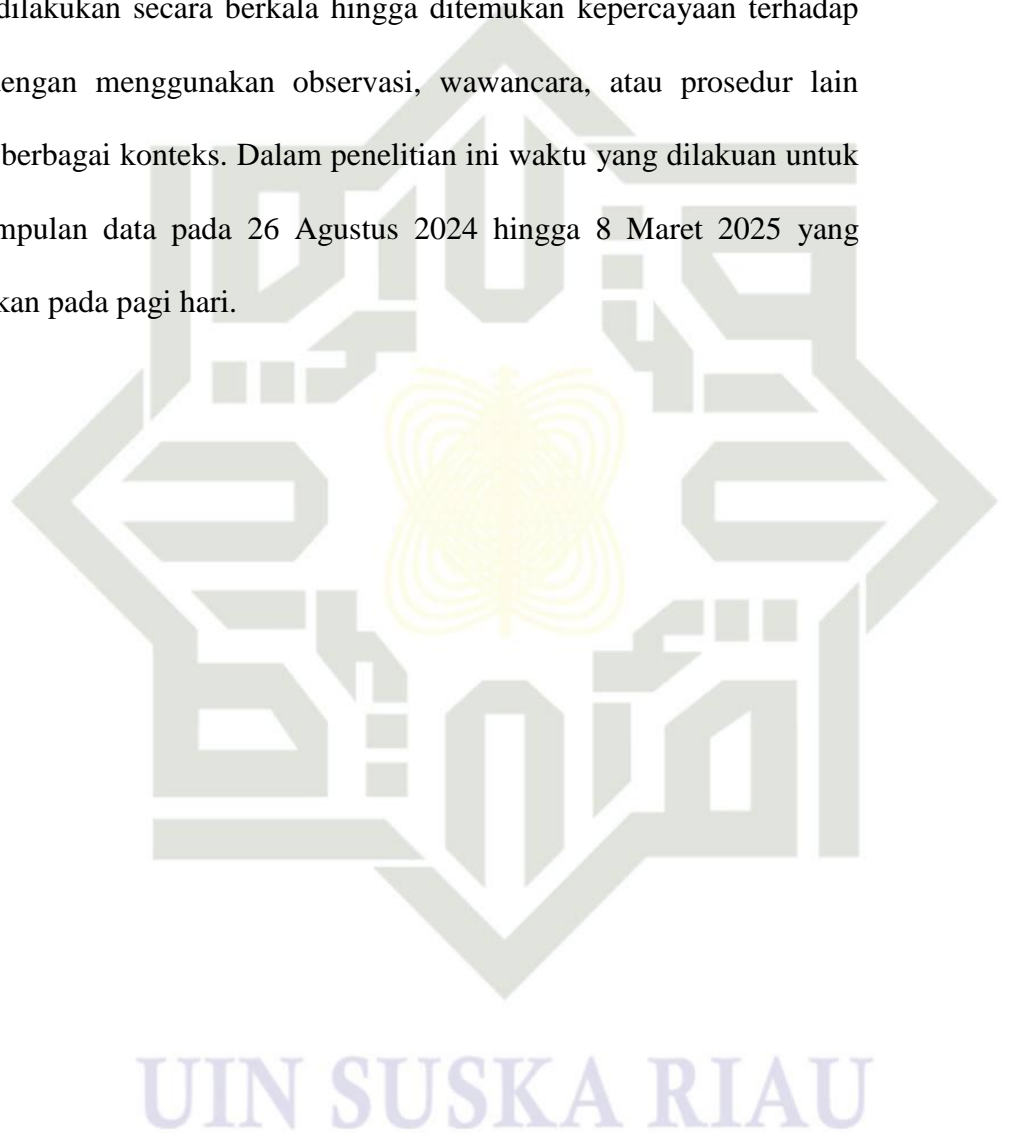 dilakukan secara berkala hingga ditemukan kepercayaan terhadap
engan menggunakan observasi, wawancara, atau prosedur lain
berbagai konteks. Dalam penelitian ini waktu yang dilakuan untuk
mpulan data pada 26 Agustus 2024 hingga 8 Maret 2025 yang
kan pada pagi hari.
UIN SUSKA RIAU